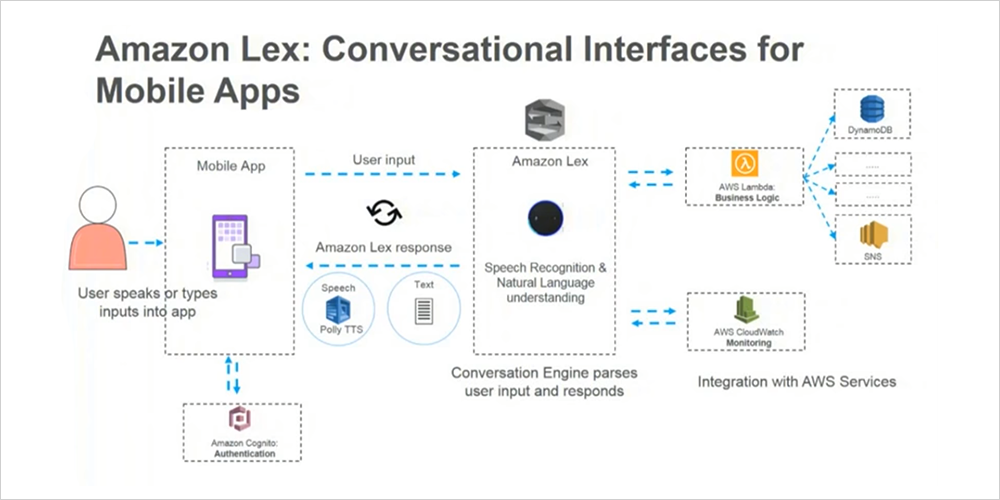 Amazon Lex: Conversational Interfaces for
Mobile Apps
Mobile App
User input
Amazon Lex
AWS Lambda:
Business Logic
DynamoDB
.....
.....
SNS
Amazon Lex response
Speech
Polly TTS
Text
Speech Recognition &
Natural Language
understanding
User speaks or types
inputs into app
AWS CloudWatch
Monitoring
Conversation Engine parses
user input and responds
Integration with AWS Services
Amazon Cognito:
Authentication